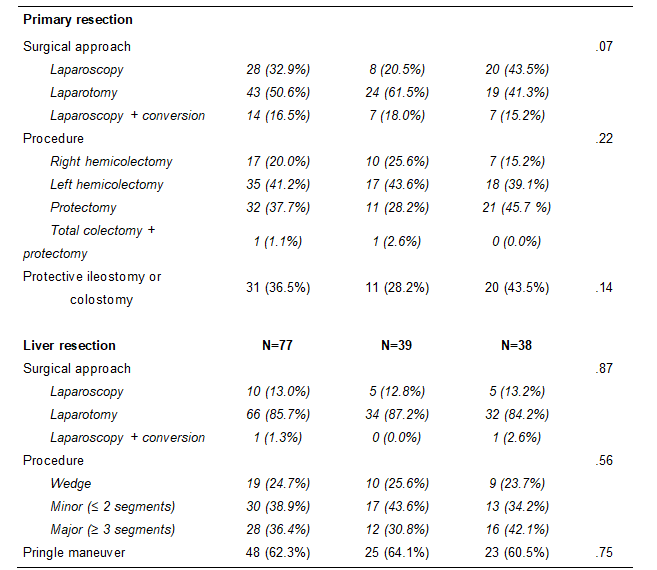 Primary resection
Surgical approach .07
Laparoscopy 28 (32.9%) 8 (20.5%) 20 (43.5%)
Laparotomy 43 (50.6%) 24 (61.5%) 19 (41.3%)
Laparoscopy + conversion 14 (16.5%) 7 (18.0%) 7 (15.2%)
Procedure .22
Right hemicolectomy 17 (20.0%) 10 (25.6%) 7 (15.2%)
Left hemicolectomy 35 (41.2%) 17 (43.6%) 18 (39.1%)
Protectomy 32 (37.7%) 11 (28.2%) 21 (45.7 %)
Total colectomy +
protectomy 1 (1.1%) 1 (2.6%) 0 (0.0%)
Protective ileostomy or
colostomy 31 (36.5%) 11 (28.2%) 20 (43.5%) .14
Liver resection N=77 N=39 N=38
Surgical approach .87
Laparoscopy 10 (13.0%) 5 (12.8%) 5 (13.2%)
Laparotomy 66 (85.7%) 34 (87.2%) 32 (84.2%)
Laparoscopy + conversion 1 (1.3%) 0 (0.0%) 1 (2.6%)
Procedure .56
Wedge 19 (24.7%) 10 (25.6%) 9 (23.7%)
Minor (≤ 2 segments) 30 (38.9%) 17 (43.6%) 13 (34.2%)
Major (≥ 3 segments) 28 (36.4%) 12 (30.8%) 16 (42.1%)
Pringle maneuver 48 (62.3%) 25 (64.1%) 23 (60.5%) .75